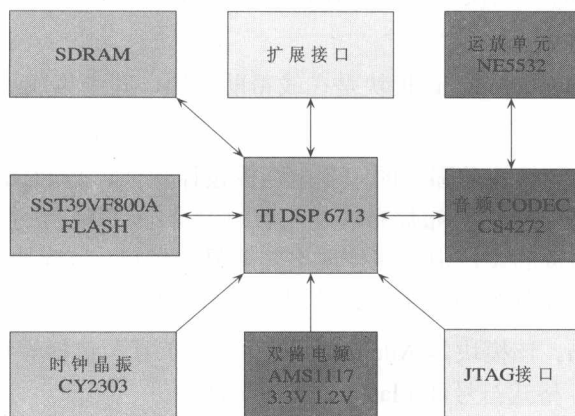 SDRAM
扩展接口
运放单元
NE5532
SST39VF800A
FLASH
TI DSP 6713
音频 CODEC
CS4272
时钟晶振
CY2303
双路电源
AMS1117
3.3V 1.2V
JTAG接口